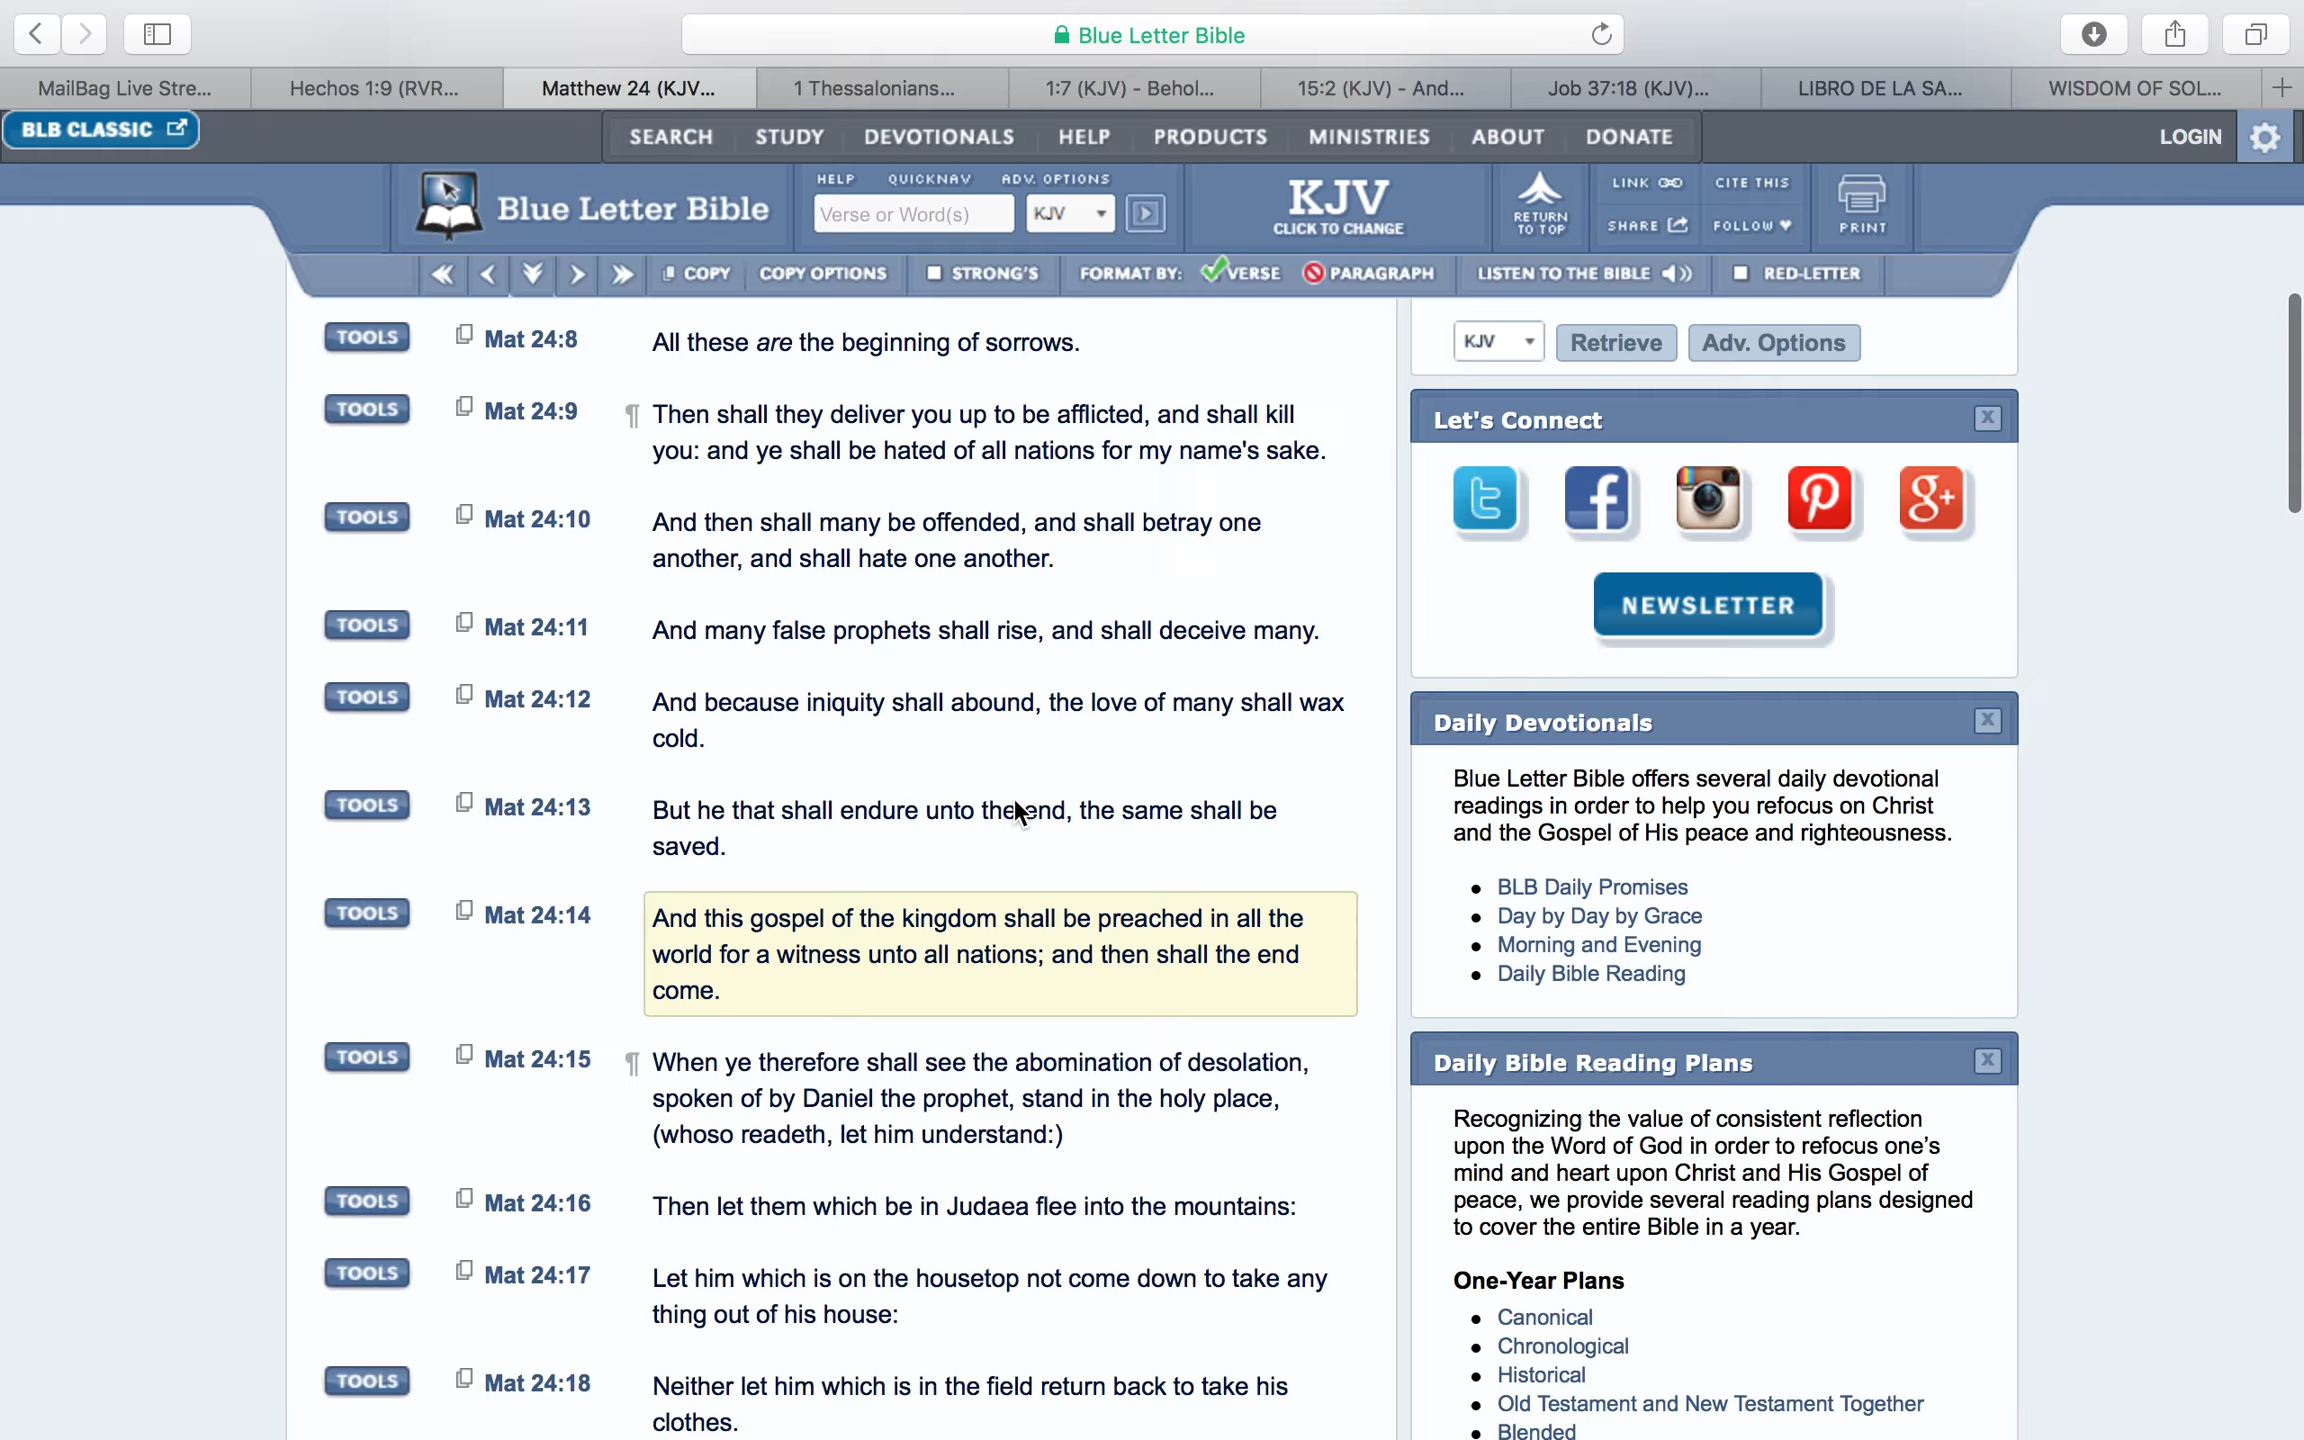 Blue Letter Bible
MailBag Live Stre...
Hechos 1:9 (RVR...
Matthew 24 (KJV...
1 Thessalonians...
1:7 (KJV) - Behol...
15:2 (KJV) - And...
Job 37:18 (KJV)...
LIBRO DE LA SA...
WISDOM OF SOL...
BLB CLASSIC
SEARCH
STUDY
DEVOTIONALS
HELP
PRODUCTS
MINISTRIES
ABOUT
DONATE
LOGIN
Blue Letter Bible
HELP
QUICKNAV
ADV. OPTIONS
Verse or Word(s)
KJV
KJV
CLICK TO CHANGE
RETURN
TO TOP
LINK
CITE THIS
SHARE
FOLLOW
PRINT
COPY
COPY OPTIONS
STRONG'S
FORMAT BY:
VERSE
PARAGRAPH
LISTEN TO THE BIBLE
RED-LETTER
TOOLS
Mat 24:8
All these are the beginning of sorrows.
TOOLS
Mat 24:9
¶ Then shall they deliver you up to be afflicted, and shall kill
you: and ye shall be hated of all nations for my name's sake.
TOOLS
Mat 24:10
And then shall many be offended, and shall betray one
another, and shall hate one another.
TOOLS
Mat 24:11
And many false prophets shall rise, and shall deceive many.
TOOLS
Mat 24:12
And because iniquity shall abound, the love of many shall wax
cold.
TOOLS
Mat 24:13
But he that shall endure unto the end, the same shall be
saved.
TOOLS
Mat 24:14
And this gospel of the kingdom shall be preached in all the
world for a witness unto all nations; and then shall the end
come.
TOOLS
Mat 24:15
¶ When ye therefore shall see the abomination of desolation,
spoken of by Daniel the prophet, stand in the holy place,
(whoso readeth, let him understand:)
TOOLS
Mat 24:16
Then let them which be in Judaea flee into the mountains:
TOOLS
Mat 24:17
Let him which is on the housetop not come down to take any
thing out of his house:
TOOLS
Mat 24:18
Neither let him which is in the field return back to take his
clothes.
KJV
Retrieve
Adv. Options
Let's Connect
X
NEWSLETTER
Daily Devotionals
X
Blue Letter Bible offers several daily devotional
readings in order to help you refocus on Christ
and the Gospel of His peace and righteousness.
BLB Daily Promises
Day by Day by Grace
Morning and Evening
Daily Bible Reading
Daily Bible Reading Plans
X
Recognizing the value of consistent reflection
upon the Word of God in order to refocus one's
mind and heart upon Christ and His Gospel of
peace, we provide several reading plans designed
to cover the entire Bible in a year.
One-Year Plans
Canonical
Chronological
Historical
Old Testament and New Testament Together
Blended